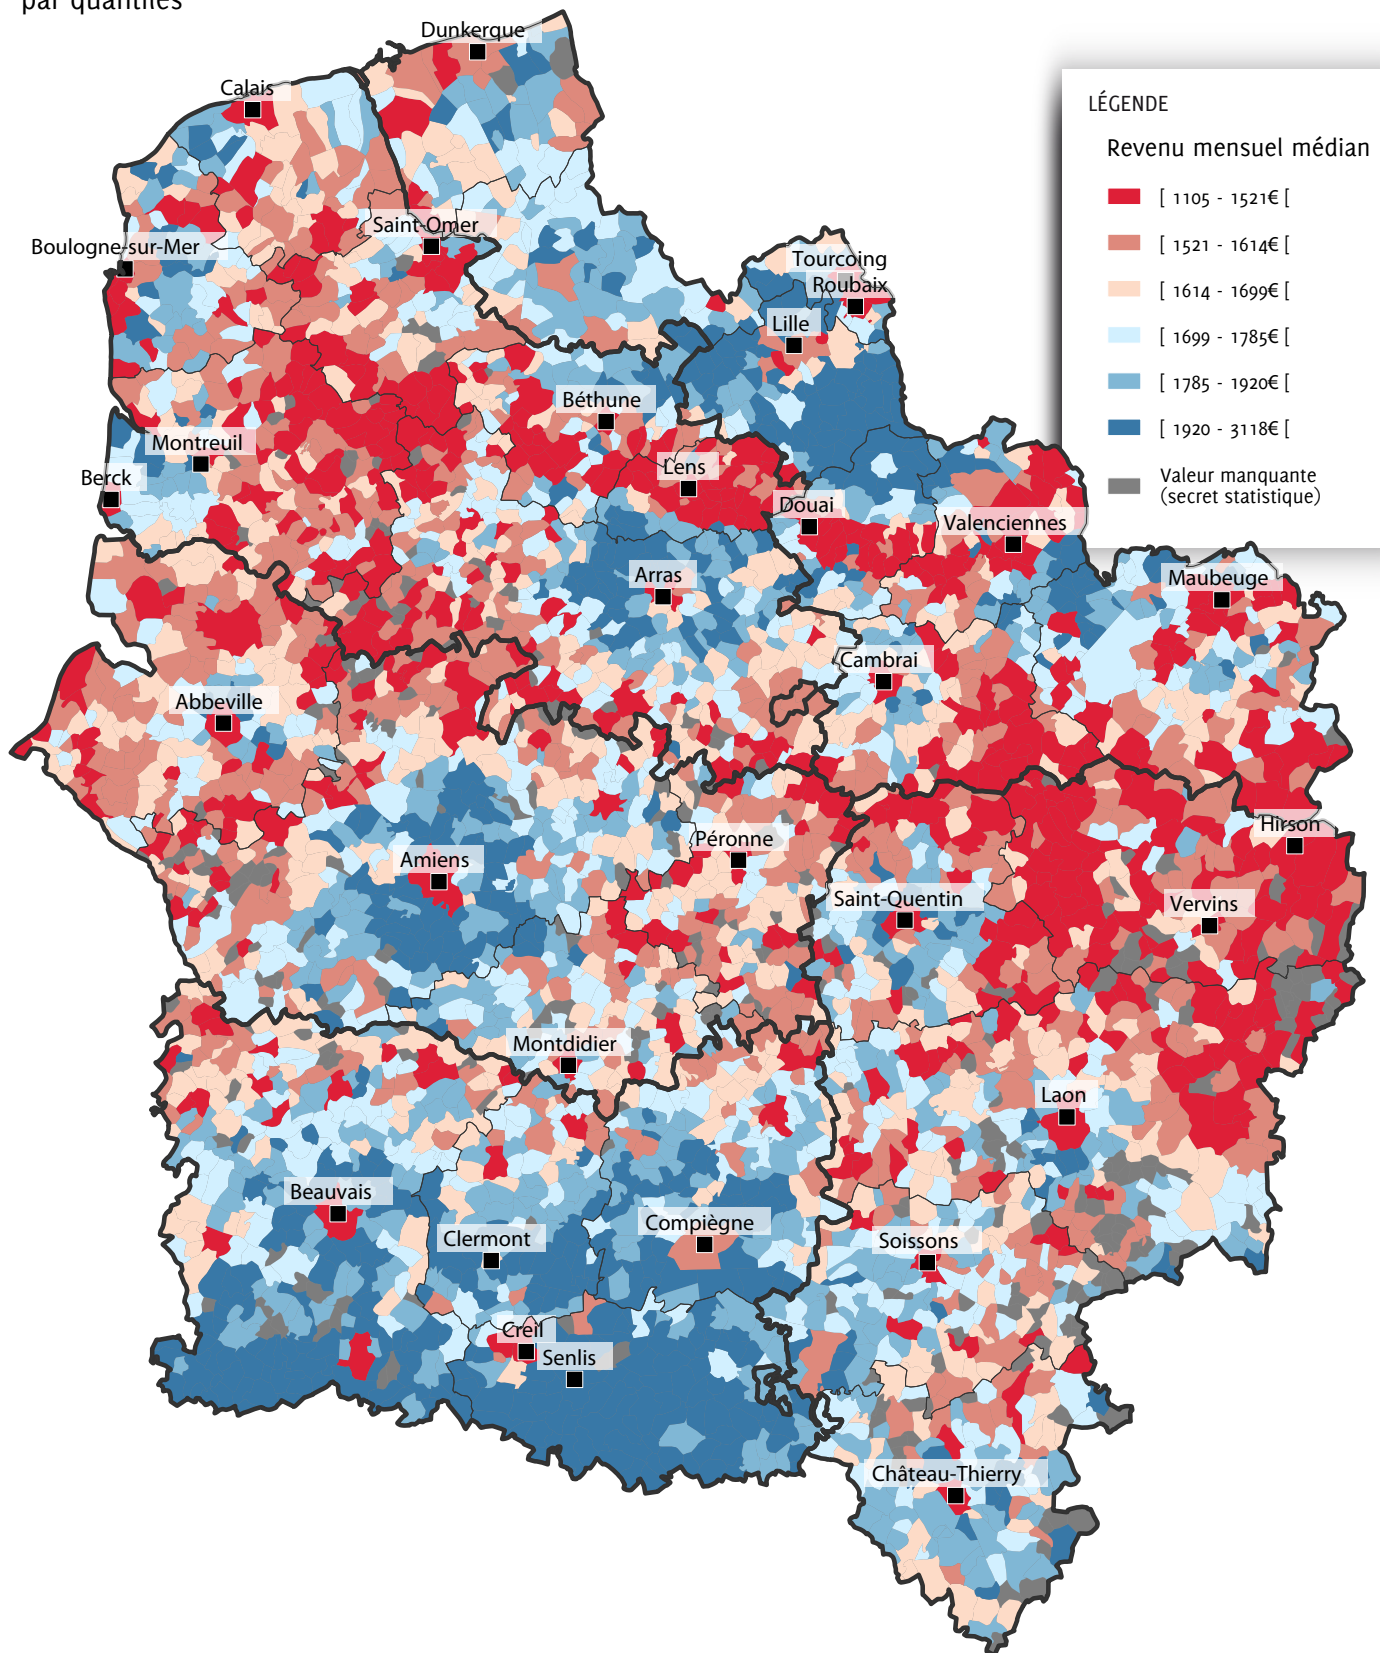 par quantiles
Dunkerque
Calais
LÉGENDE
Revenu mensuel médian
[ 1105 - 1521€ [
[ 1521 - 1614€ [
[ 1614 - 1699€ [
[ 1699 - 1785€ [
[ 1785 - 1920€ [
[ 1920 - 3118€ [
Valeur manquante
(secret statistique)
Saint-Omer
Boulogne-sur-Mer
Tourcoing
Roubaix
Lille
Béthune
Montreuil
Lens
Berck
Douai
Valenciennes
Arras
Maubeuge
Cambrai
Abbeville
Hirson
Péronne
Amiens
Saint-Quentin
Vervins
Montdidier
Laon
Beauvais
Compiègne
Clermont
Soissons
Creil
Senlis
Château-Thierry